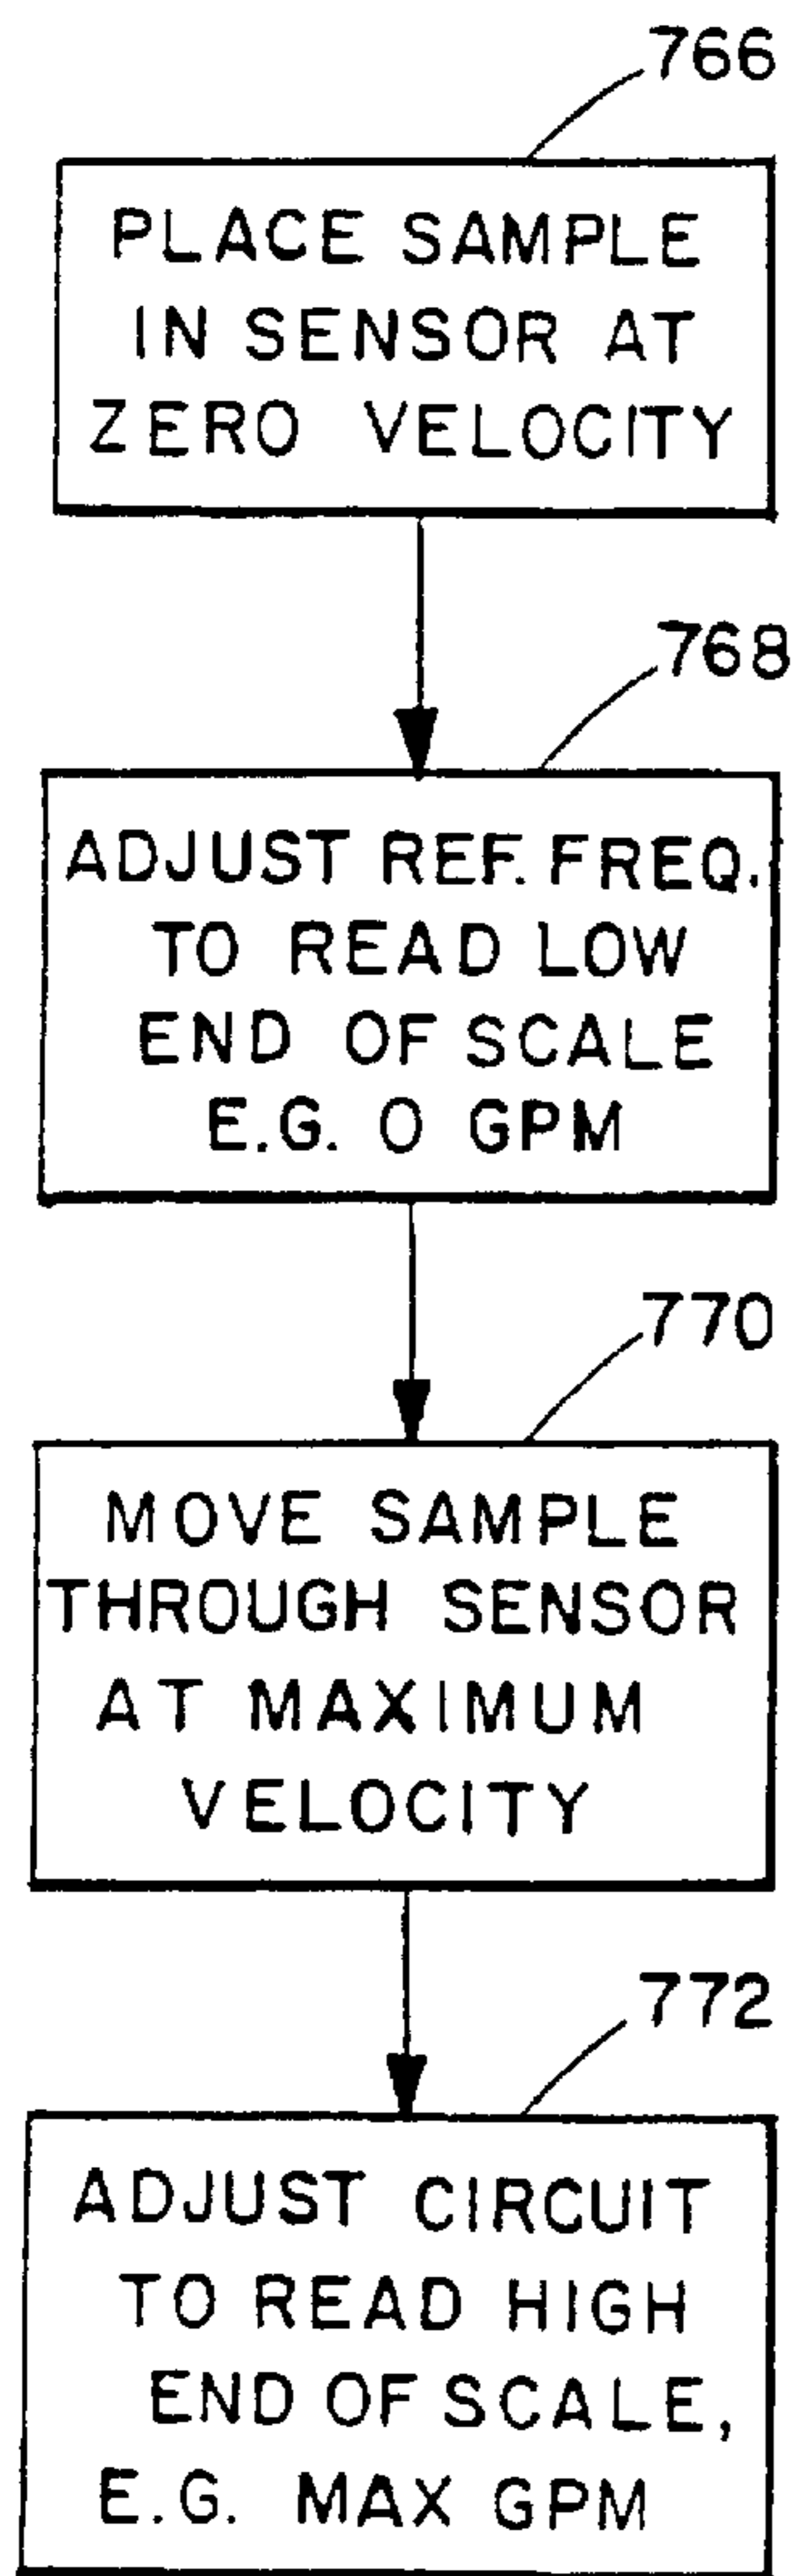 766
PLACE SAMPLE
IN SENSOR AT
ZERO VELOCITY
768
ADJUST REF. FREQ.
TO READ LOW
END OF SCALE
E.G. 0 GPM
770
MOVE SAMPLE
THROUGH SENSOR
AT MAXIMUM
VELOCITY
772
ADJUST CIRCUIT
TO READ HIGH
END OF SCALE,
E.G. MAX GPM